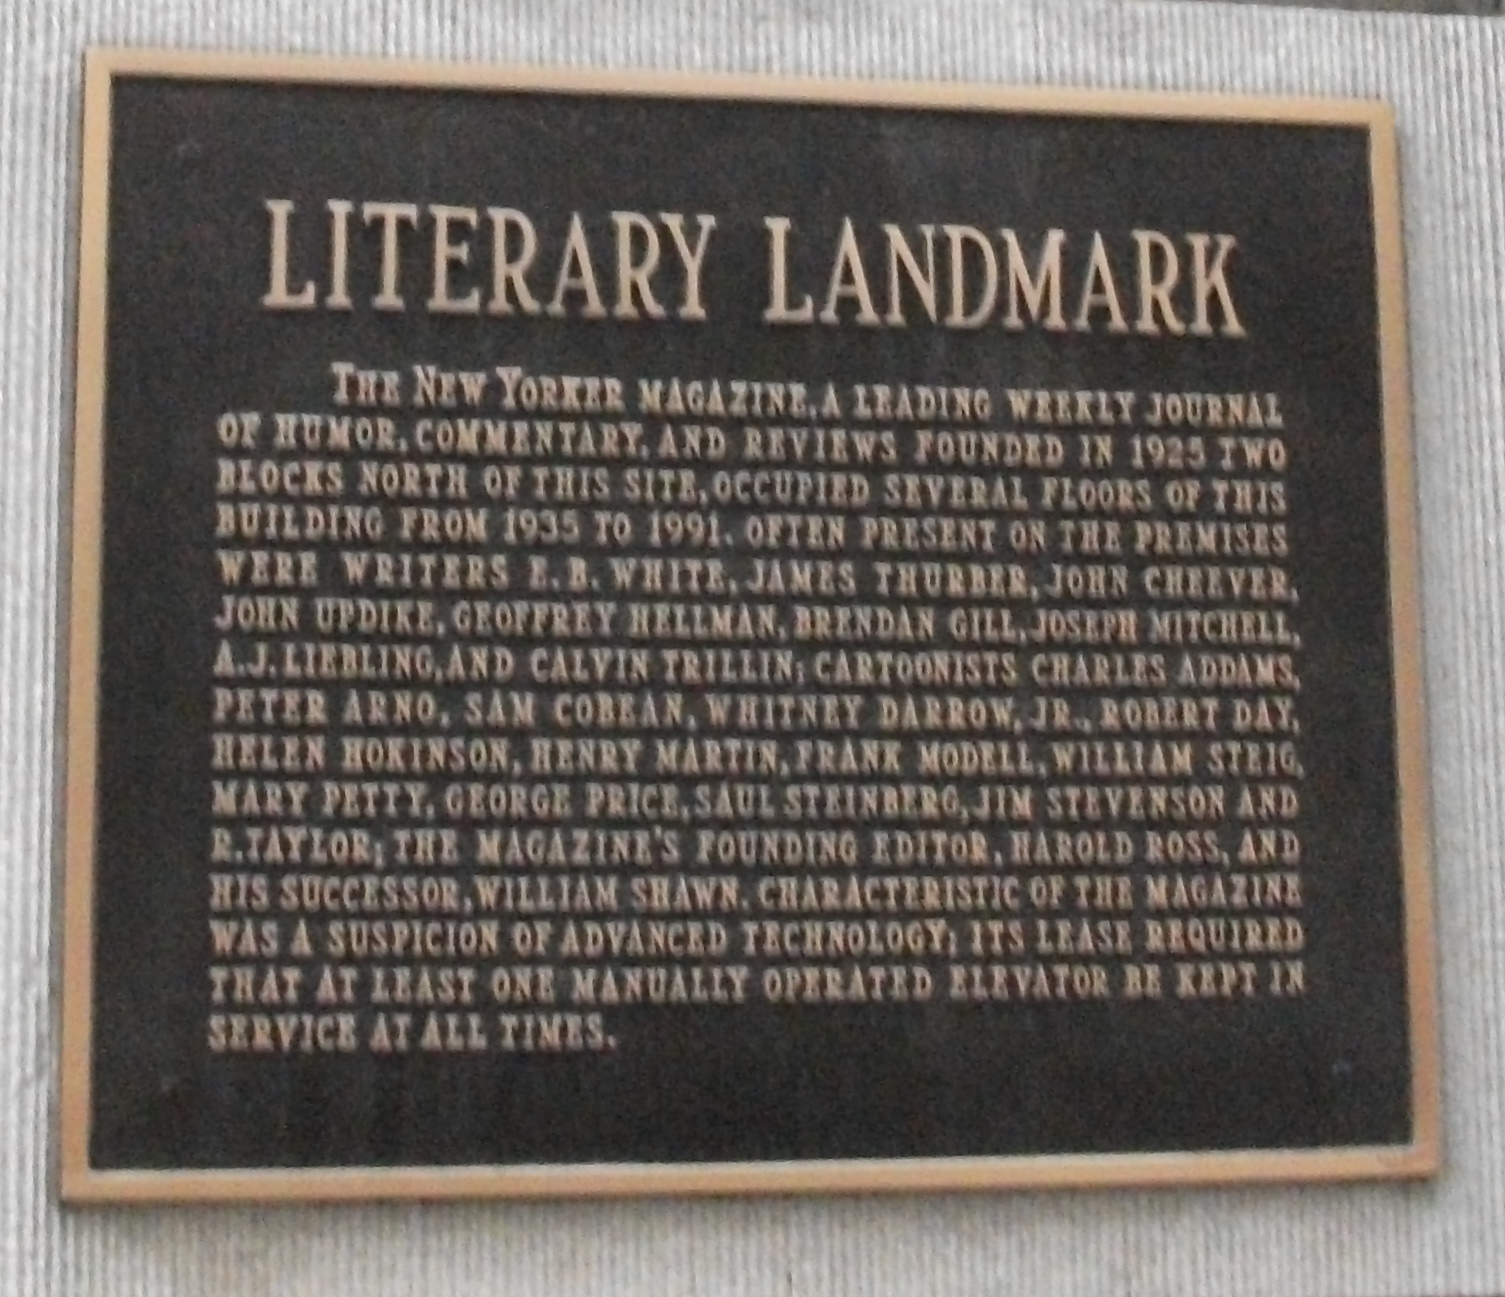 LITERARY LANDMARK
THE NEW YORKER MAGAZINE, A LEADING WEEKLY JOURNAL
OF HUMOR, COMMENTARY, AND REVIEWS FOUNDED IN 1925 TWO
BLOCKS NORTH OF THIS SITE, OCCUPIED SEVERAL FLOORS OF THIS
BUILDING FROM 1935 TO 1991. OFTEN PRESENT ON THE PREMISES
WERE WRITERS E. B. WHITE, JAMES THURBER, JOHN CHEEVER,
JOHN UPDIKE, GEOFFREY HELLMAN, BRENDAN GILL, JOSEPH MITCHELL,
A. J. LIEBLING, AND CALVIN TRILLIN; CARTOONISTS CHARLES ADDAMS,
PETER ARNO, SAM COBEAN, WHITNEY DARROW, JR., ROBERT DAY,
HELEN HOKINSON, HENRY MARTIN, FRANK MODELL, WILLIAM STEIG,
MARY PETTY, GEORGE PRICE, SAUL STEINBERG, JIM STEVENSON AND
R. TAYLOR; THE MAGAZINE'S FOUNDING EDITOR, HAROLD ROSS, AND
HIS SUCCESSOR, WILLIAM SHAWN. CHARACTERISTIC OF THE MAGAZINE
WAS A SUSPICION OF ADVANCED TECHNOLOGY; ITS LEASE REQUIRED
THAT AT LEAST ONE MANUALLY OPERATED ELEVATOR BE KEPT IN
SERVICE AT ALL TIMES.